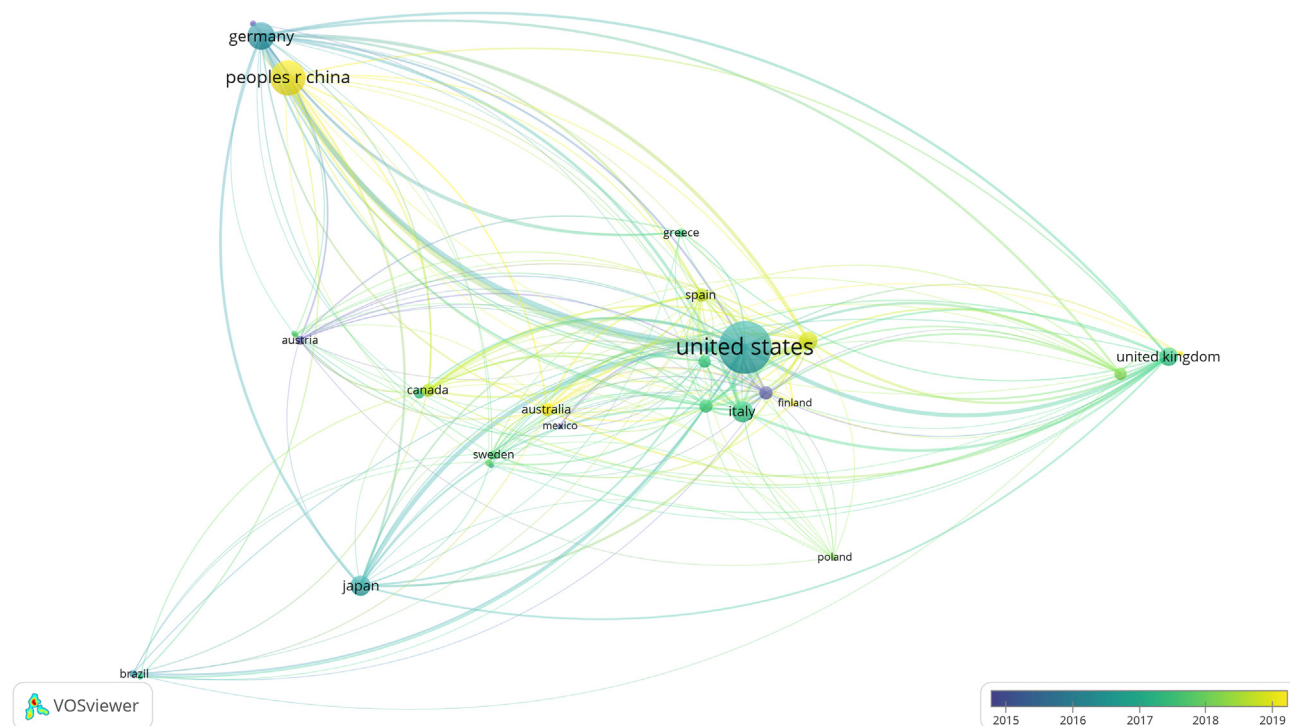 germany
peoples r china
greece
spain
united states
austria
united kingdom
canada
australia
italy
finland
mexico
sweden
poland
japan
brazil
VOSviewer
2015 2016 2017 2018 2019